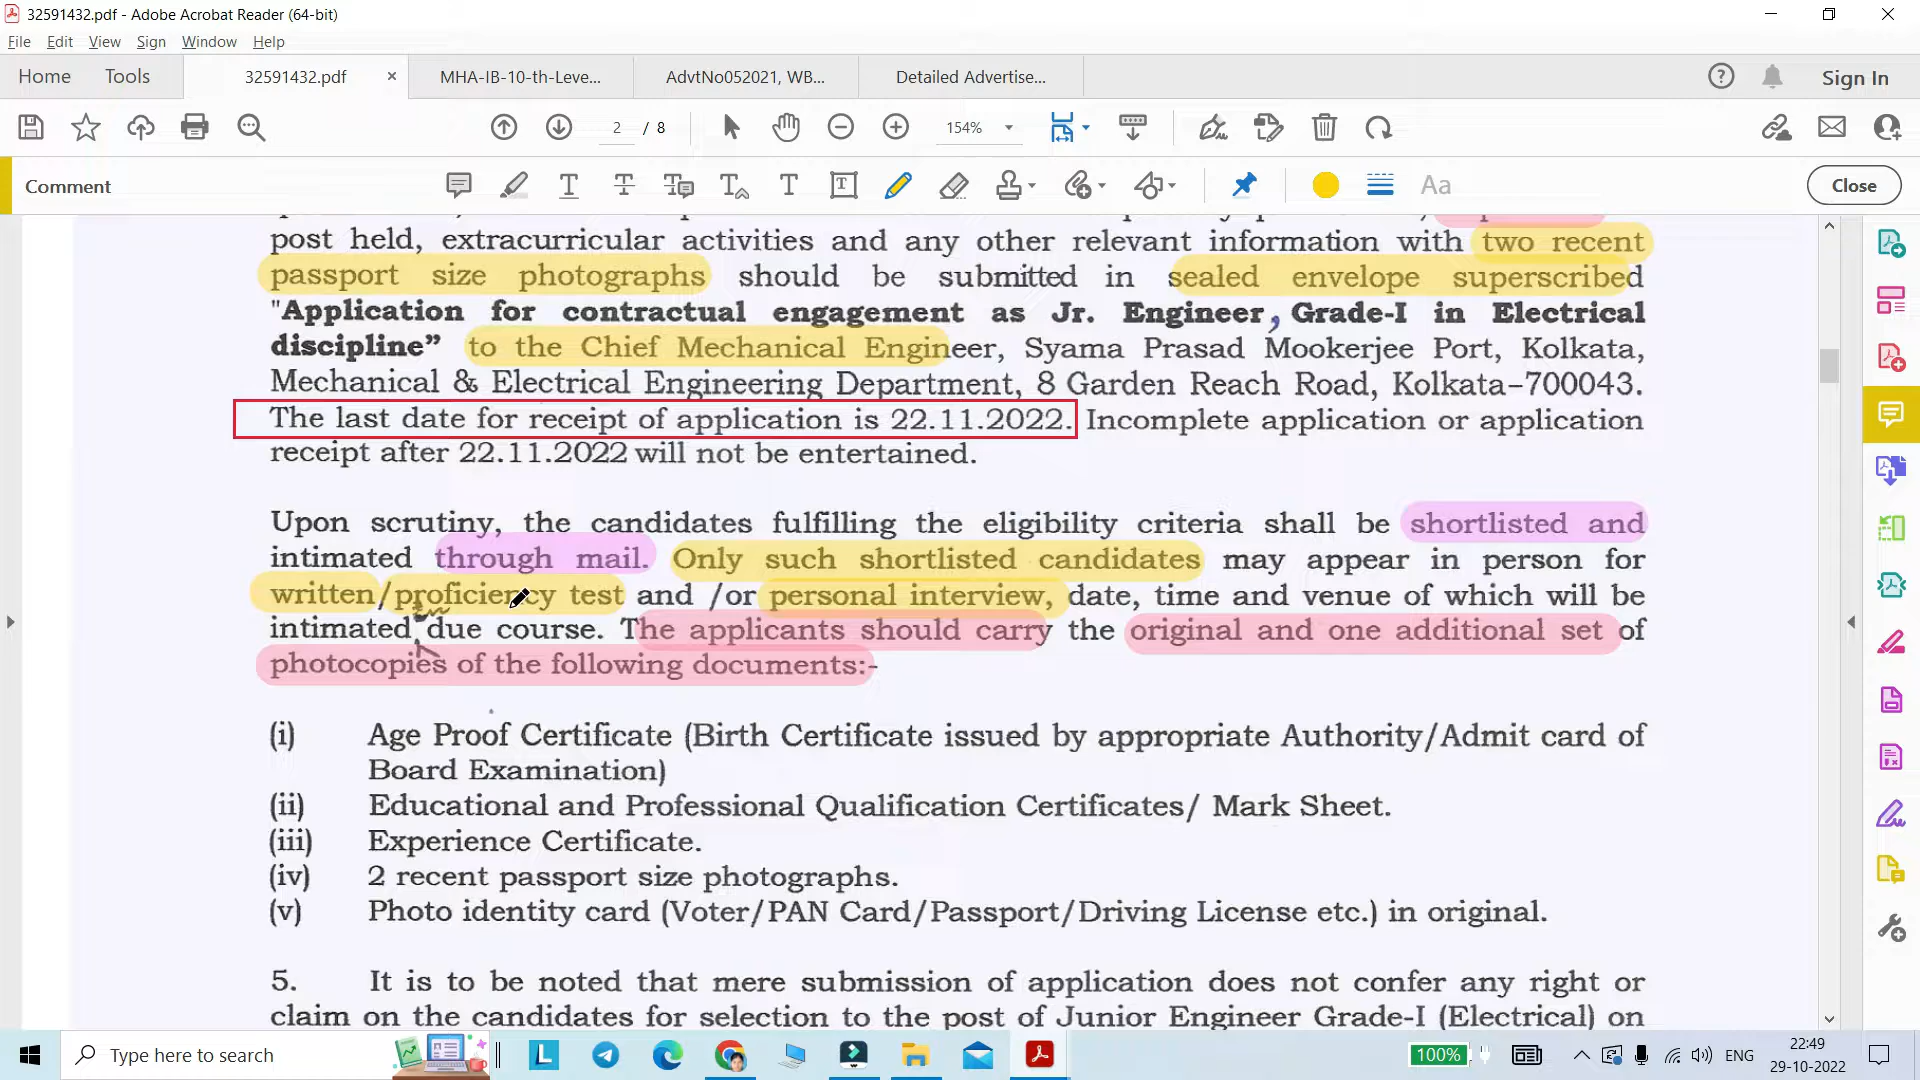 32591432.pdf - Adobe Acrobat Reader (64-bit)
File Edit View Sign Window Help
Home Tools 32591432.pdf × MHA-IB-10-th-Leve... AdvtNo052021, WB... Detailed Advertise... Sign In
2 / 8 154%
Comment Close
post held, extracurricular activities and any other relevant information with two recent
passport size photographs should be submitted in sealed envelope superscribed
"Application for contractual engagement as Jr. Engineer, Grade-I in Electrical
discipline” to the Chief Mechanical Engineer, Syama Prasad Mookerjee Port, Kolkata,
Mechanical & Electrical Engineering Department, 8 Garden Reach Road, Kolkata–700043.
The last date for receipt of application is 22.11.2022. Incomplete application or application
receipt after 22.11.2022 will not be entertained.
Upon scrutiny, the candidates fulfilling the eligibility criteria shall be shortlisted and
intimated through mail. Only such shortlisted candidates may appear in person for
written/proficiency test and /or personal interview, date, time and venue of which will be
intimated in due course. The applicants should carry the original and one additional set of
photocopies of the following documents:-
(i) Age Proof Certificate (Birth Certificate issued by appropriate Authority/Admit card of
Board Examination)
(ii) Educational and Professional Qualification Certificates/ Mark Sheet.
(iii) Experience Certificate.
(iv) 2 recent passport size photographs.
(v) Photo identity card (Voter/PAN Card/Passport/Driving License etc.) in original.
5. It is to be noted that mere submission of application does not confer any right or
claim on the candidates for selection to the post of Junior Engineer Grade-I (Electrical) on
Type here to search
100% ENG 22:49
29-10-2022